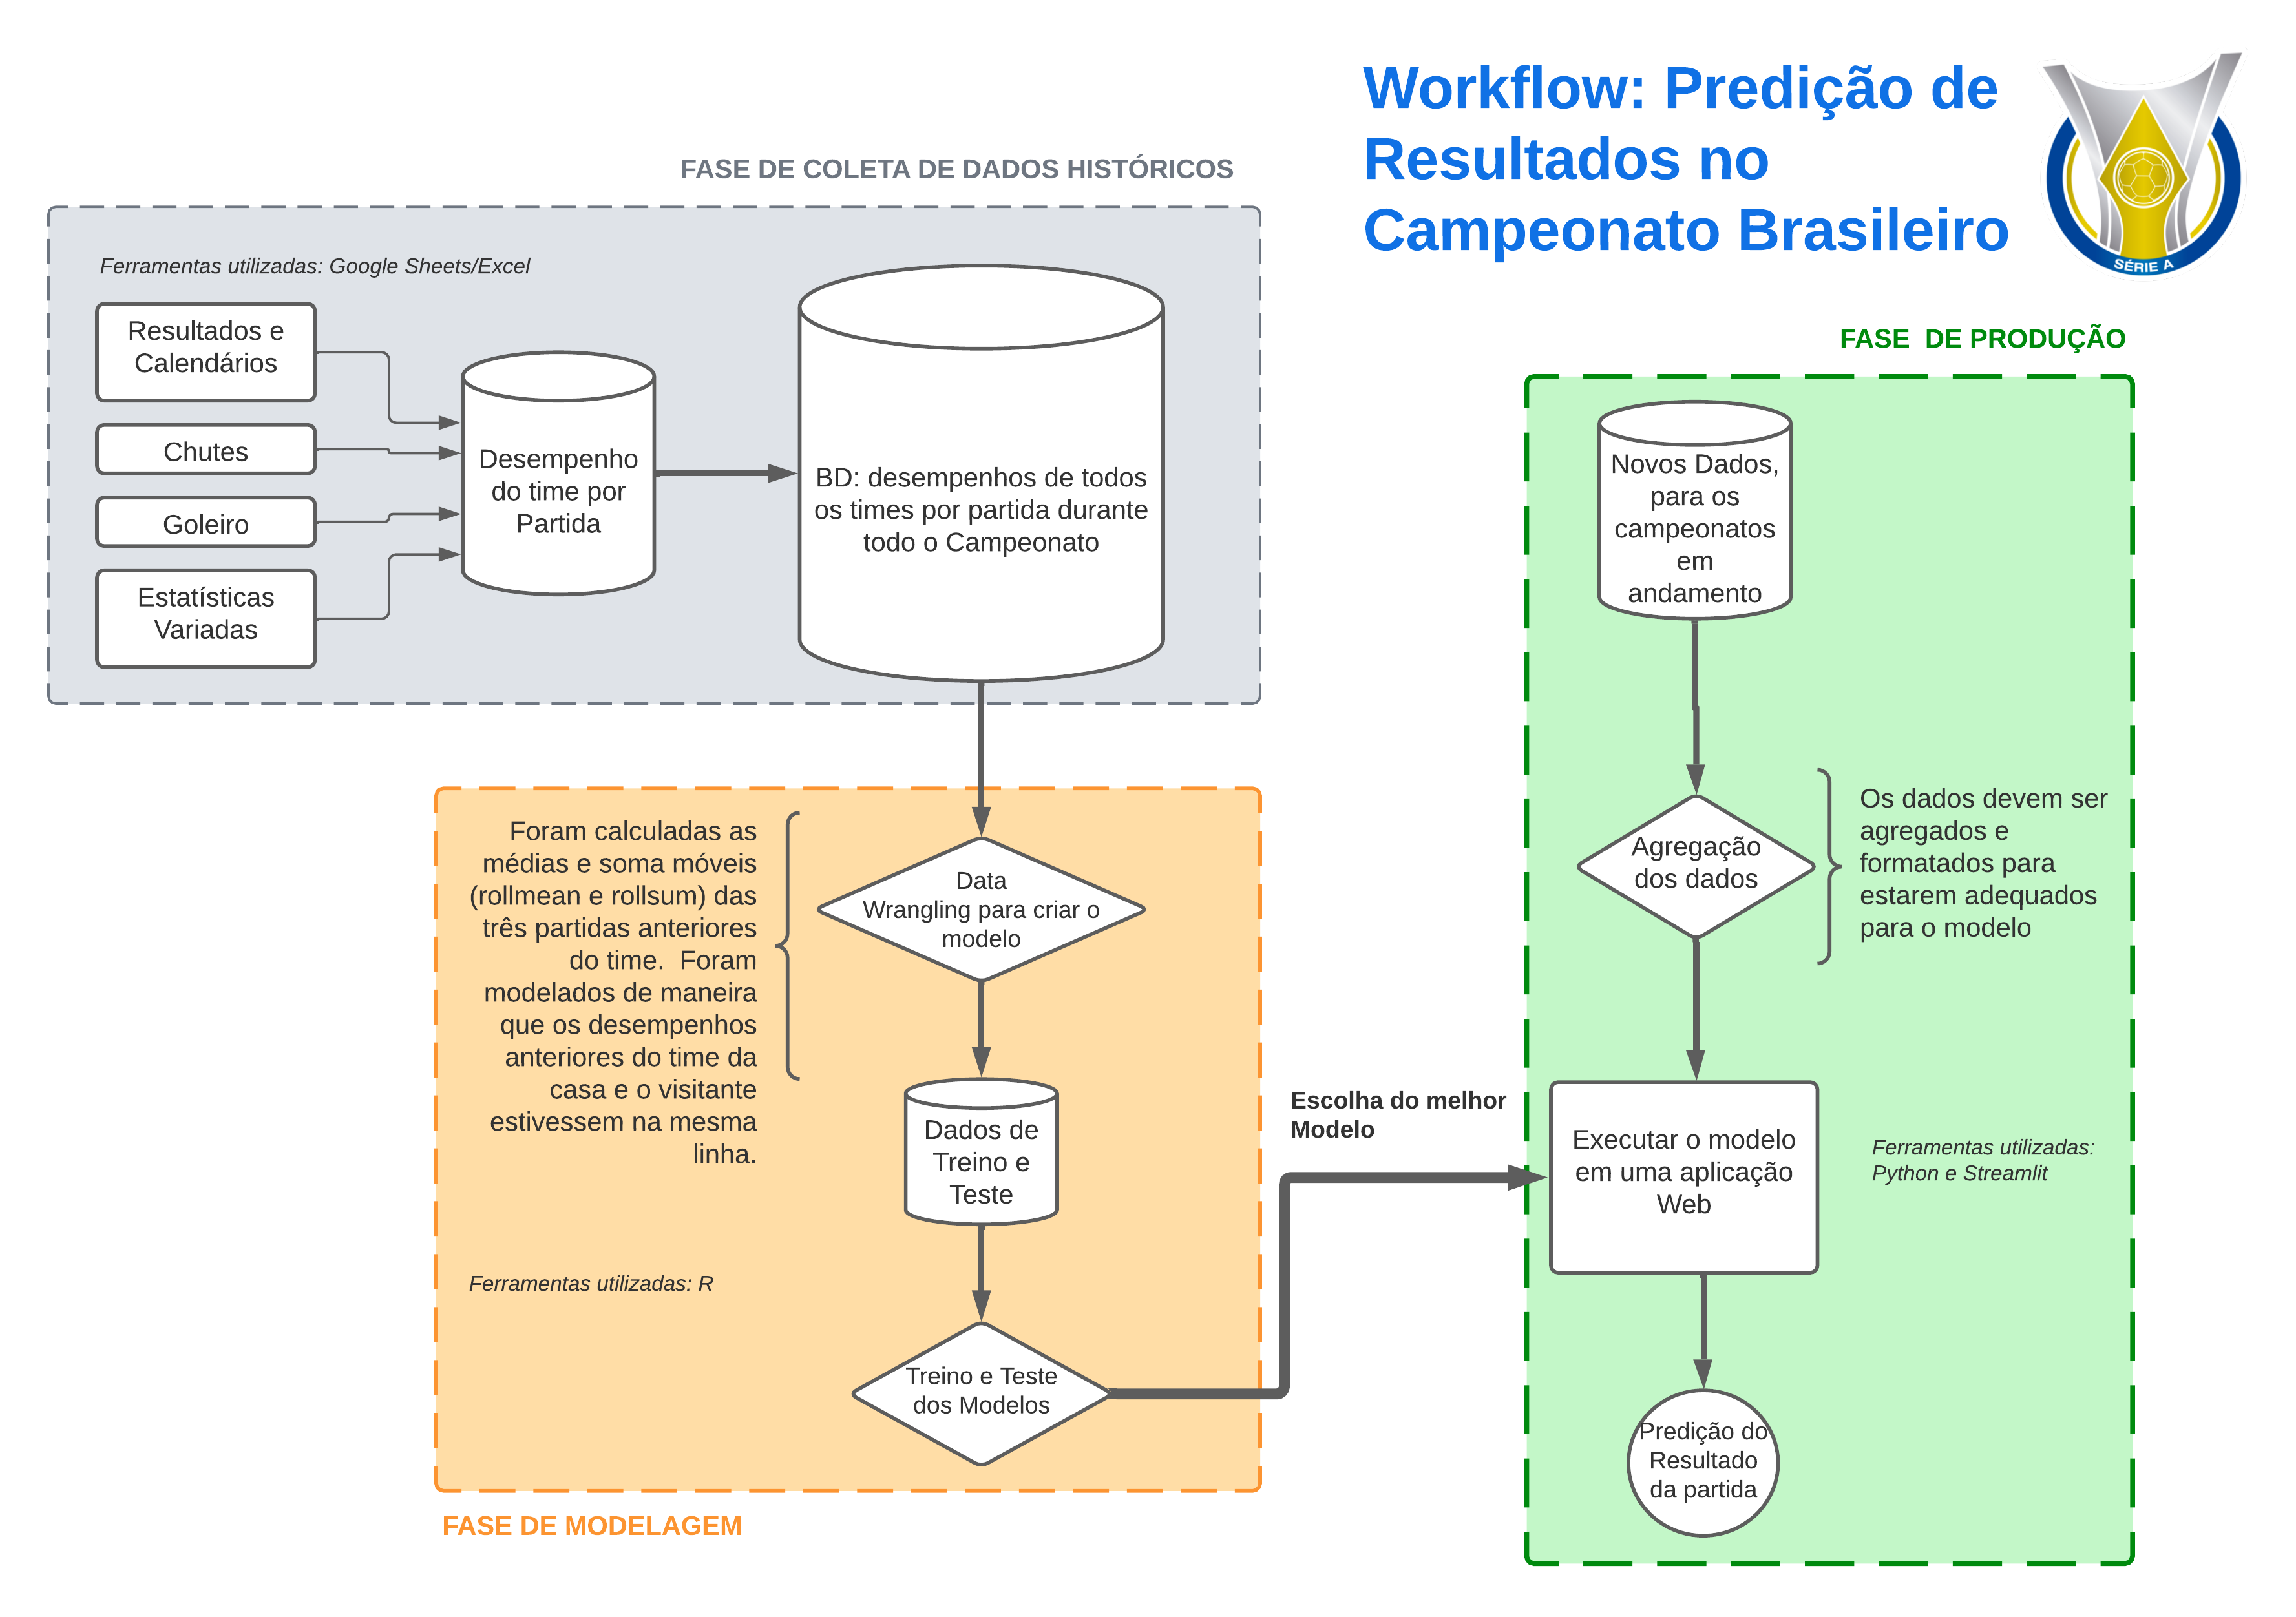 Workflow: Predição de
Resultados no
Campeonato Brasileiro
SÉRIE A
FASE DE COLETA DE DADOS HISTÓRICOS
Ferramentas utilizadas: Google Sheets/Excel
Resultados e
Calendários
Chutes
Goleiro
Estatísticas
Variadas
Desempenho
do time por
Partida
BD: desempenhos de todos
os times por partida durante
todo o Campeonato
Foram calculadas as
médias e soma móveis
(rollmean e rollsum) das
três partidas anteriores
do time.  Foram
modelados de maneira
que os desempenhos
anteriores do time da
casa e o visitante
estivessem na mesma
linha.
Data
Wrangling para criar o
modelo
Dados de
Treino e
Teste
Ferramentas utilizadas: R
Treino e Teste
dos Modelos
FASE DE MODELAGEM
Escolha do melhor
Modelo
FASE  DE PRODUÇÃO
Novos Dados,
para os
campeonatos
em
andamento
Agregação
dos dados
Os dados devem ser
agregados e
formatados para
estarem adequados
para o modelo
Executar o modelo
em uma aplicação
Web
Ferramentas utilizadas:
Python e Streamlit
Predição do
Resultado
da partida